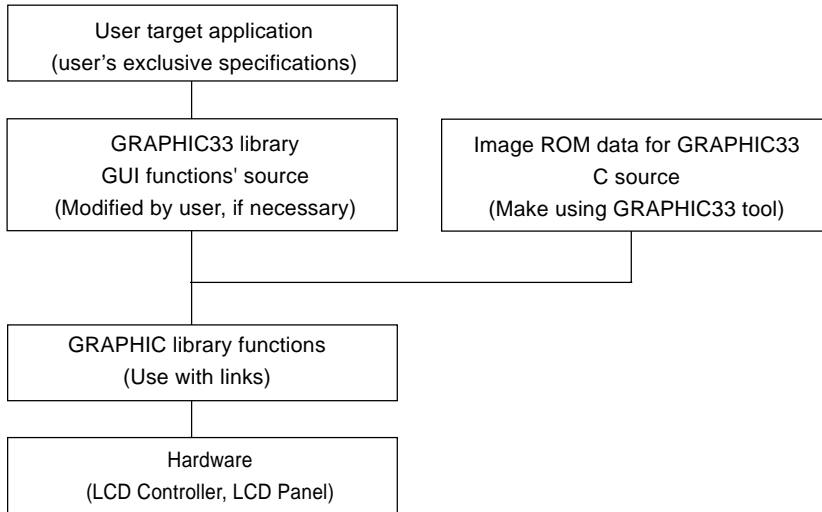 User target application
(user's exclusive specifications)
GRAPHIC33 library
GUI functions' source
(Modified by user, if necessary)
Image ROM data for GRAPHIC33
C source
(Make using GRAPHIC33 tool)
GRAPHIC library functions
(Use with links)
Hardware
(LCD Controller, LCD Panel)